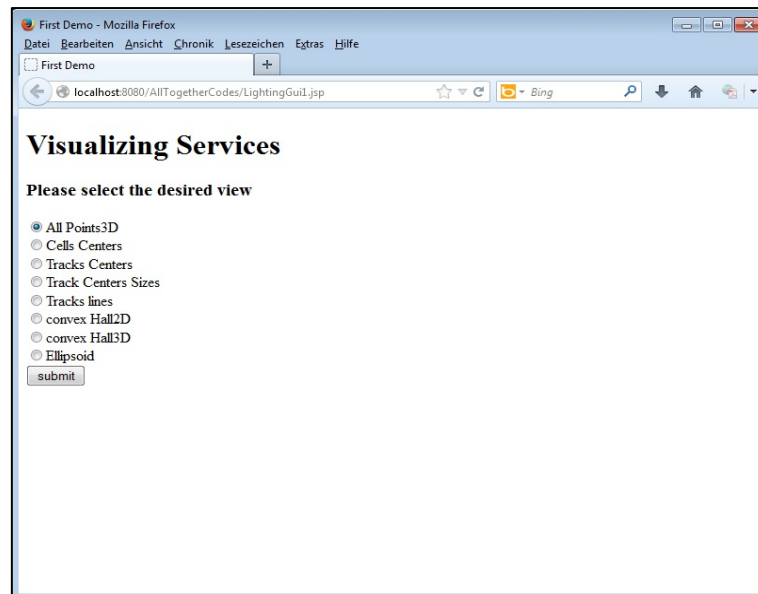 First Demo - Mozilla Firefox
Datei Bearbeiten Ansicht Chronik Lesezeichen Extras Hilfe
First Demo
localhost:8080/AllTogetherCodes/LightingGui1.jsp Bing
Visualizing Services
Please select the desired view
All Points3D
Cells Centers
Tracks Centers
Track Centers Sizes
Tracks lines
convex Hall2D
convex Hall3D
Ellipsoid
submit